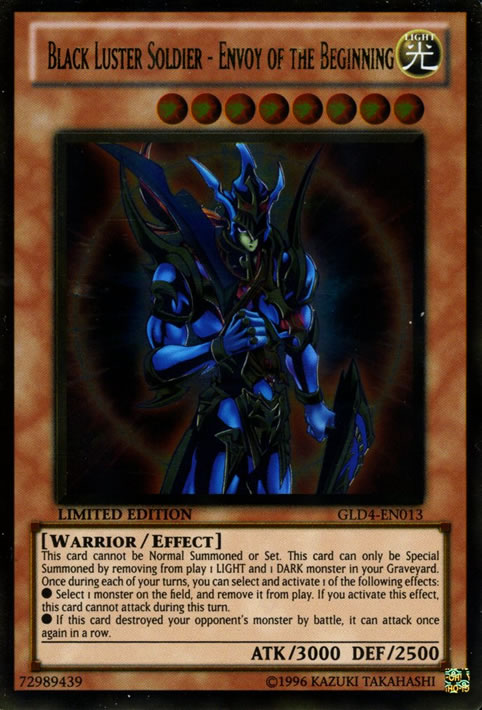 BLACK LUSTER SOLDIER - ENVOY OF THE BEGINNING
LIGHT
光
LIMITED EDITION
GLD4-EN013
[WARRIOR/EFFECT]
This card cannot be Normal Summoned or Set. This card can only be Special
Summoned by removing from play 1 LIGHT and 1 DARK monster in your Graveyard.
Once during each of your turns, you can select and activate 1 of the following effects:
● Select 1 monster on the field, and remove it from play. If you activate this effect,
this card cannot attack during this turn.
● If this card destroyed your opponent's monster by battle, it can attack once
again in a row.
ATK/3000 DEF/2500
72989439
©1996 KAZUKI TAKAHASHI